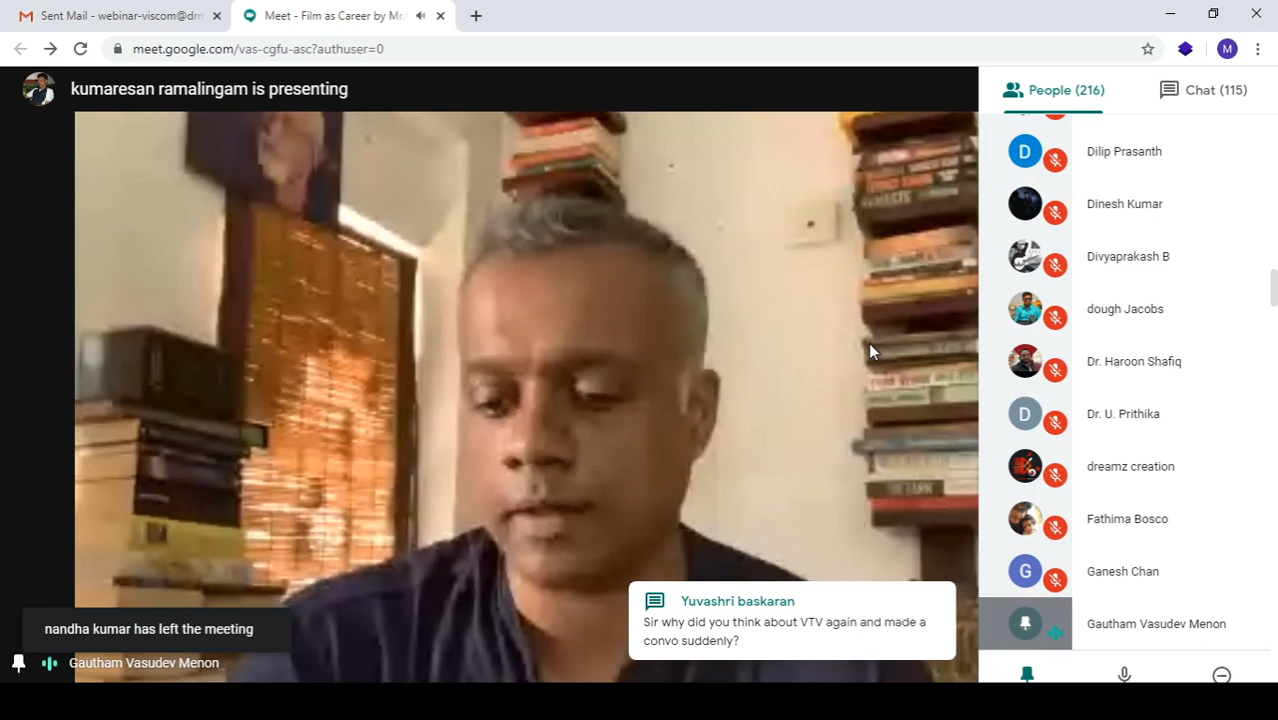 Sent Mail - webinar-viscom@drm
Meet - Film as Career by Mr.
meet.google.com/vas-cgfu-asc?authuser=0
M
kumaresan ramalingam is presenting
People (216)
Chat (115)
D
Dilip Prasanth
Dinesh Kumar
Divyaprakash B
dough Jacobs
Dr. Haroon Shafiq
D
Dr. U. Prithika
dreamz creation
Fathima Bosco
G
Ganesh Chan
Gautham Vasudev Menon
Yuvashri baskaran
Sir why did you think about VTV again and made a
convo suddenly?
nandha kumar has left the meeting
Gautham Vasudev Menon